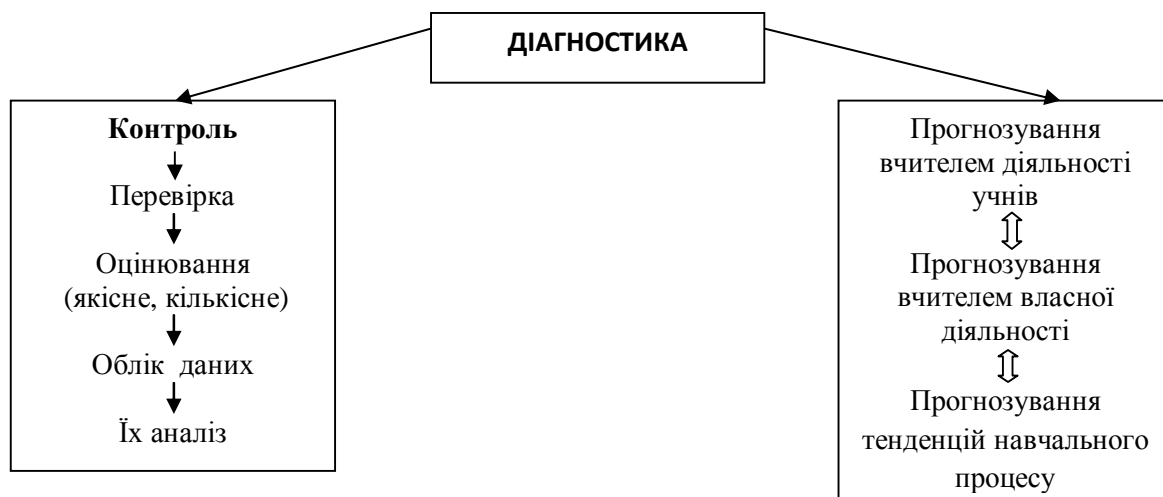 ДІАГНОСТИКА
Контроль
Перевірка
Оцінювання
(якісне, кількісне)
Облік даних
Їх аналіз
Прогнозування
вчителем діяльності
учнів
Прогнозування
вчителем власної
діяльності
Прогнозування
тенденцій навчального
процесу